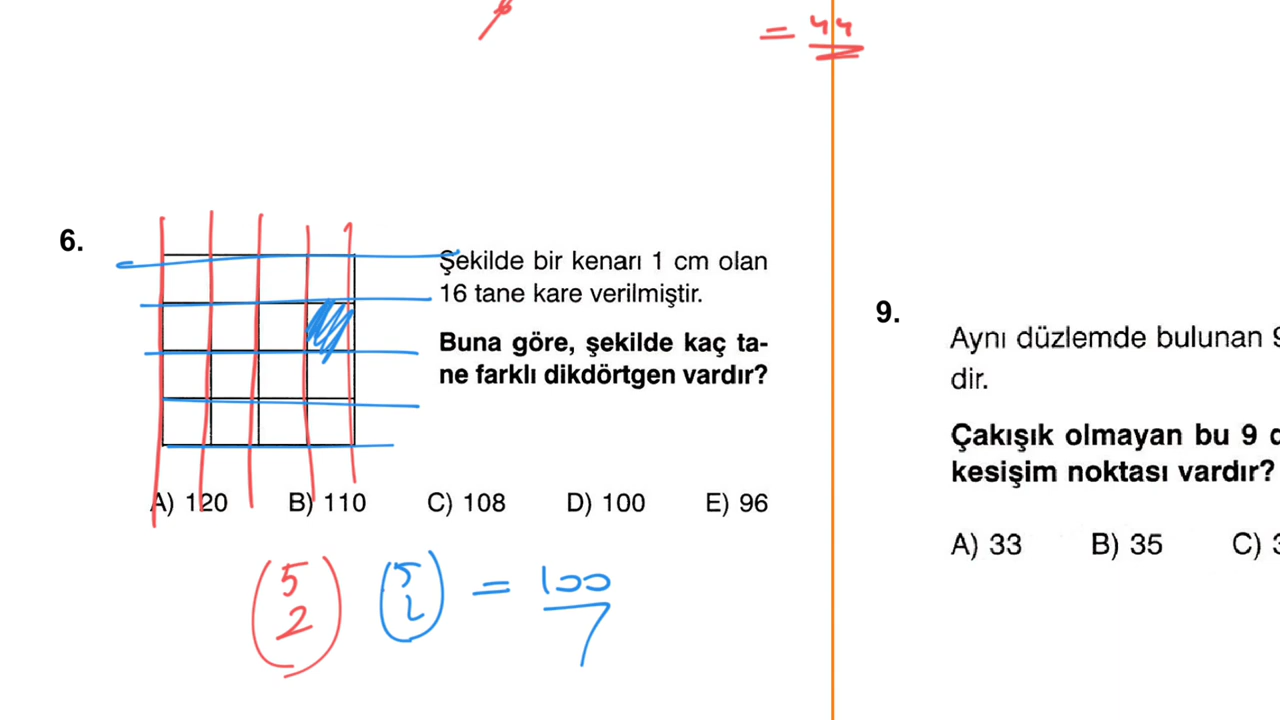 = 44
6.
Şekilde bir kenarı 1 cm olan
16 tane kare verilmiştir.
Buna göre, şekilde kaç ta-
ne farklı dikdörtgen vardır?
A) 120 B) 110 C) 108 D) 100 E) 96
(5 2) (5 2) = 100
9.
Aynı düzlemde bulunan 9
dir.
Çakışık olmayan bu 9 d
kesişim noktası vardır?
A) 33 B) 35 C) 3